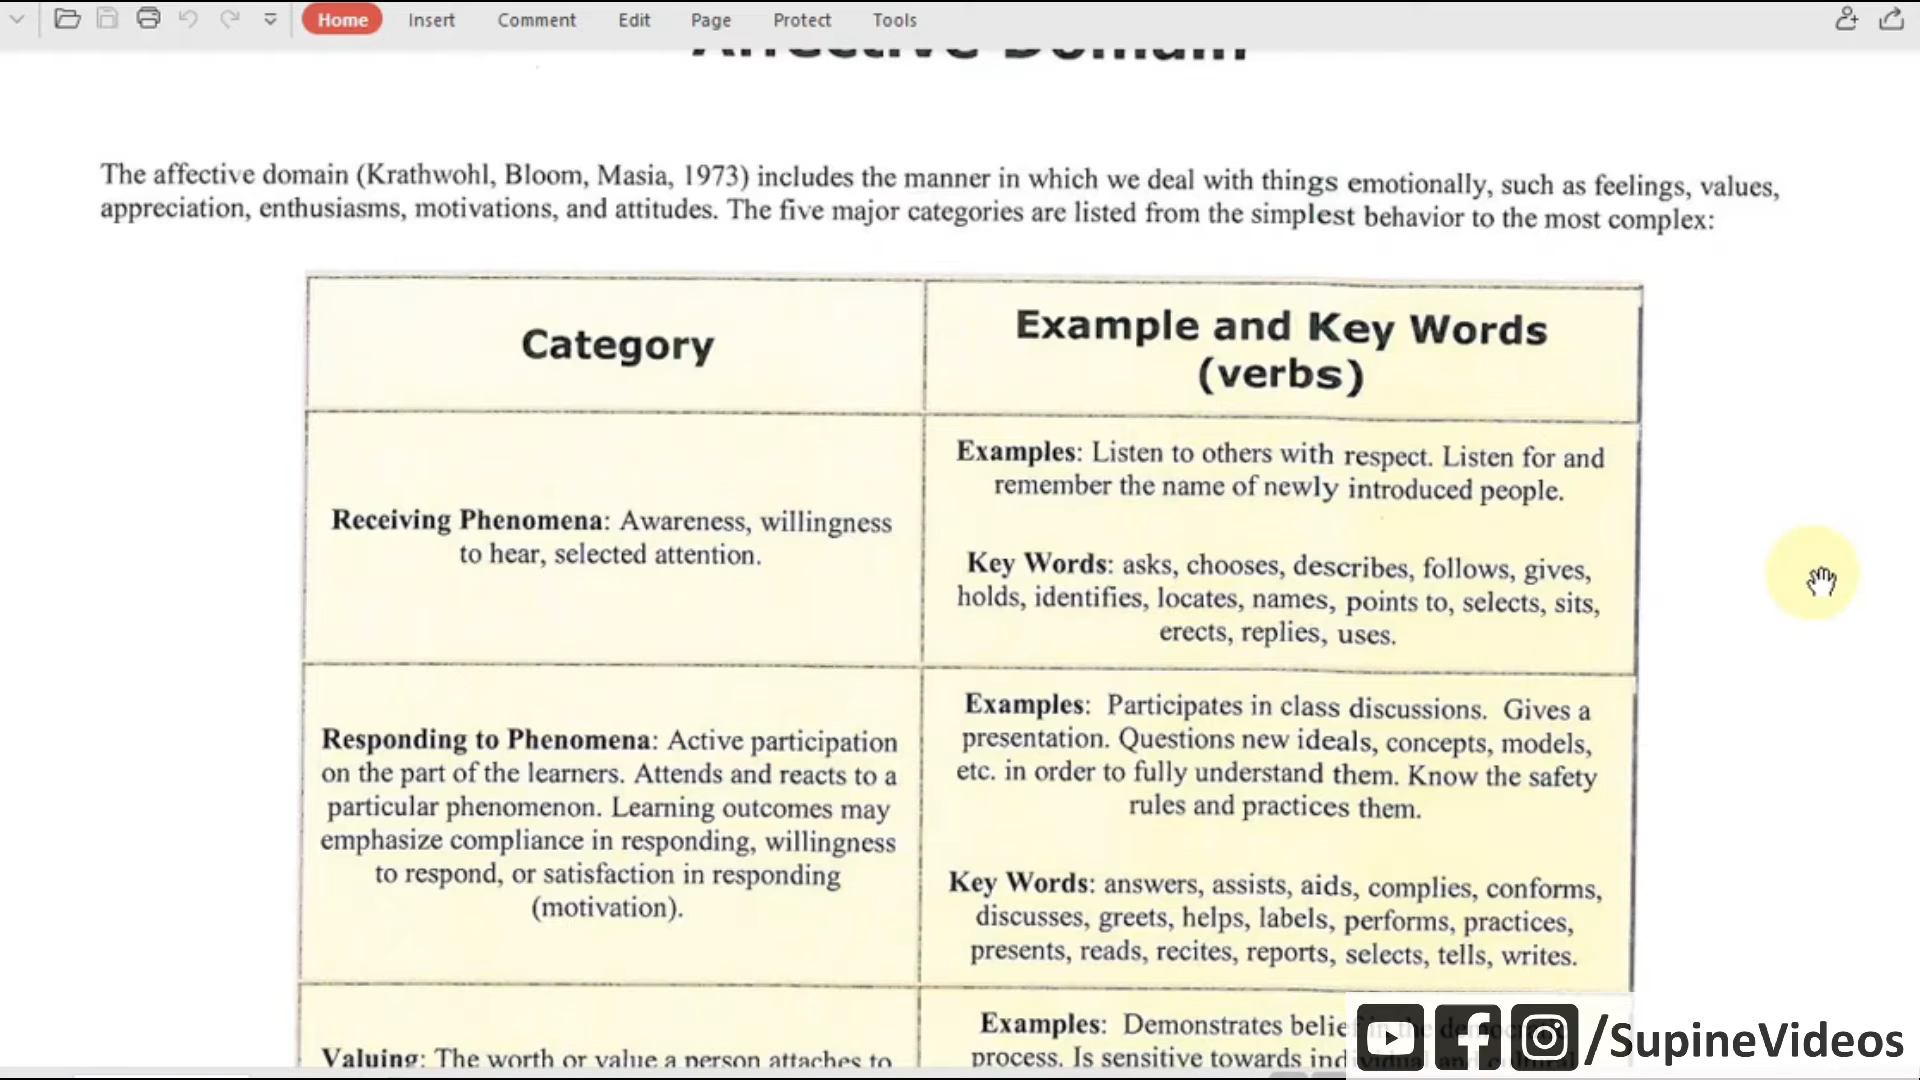 Home Insert Comment Edit Page Protect Tools
Affective Domain
The affective domain (Krathwohl, Bloom, Masia, 1973) includes the manner in which we deal with things emotionally, such as feelings, values,
appreciation, enthusiasms, motivations, and attitudes. The five major categories are listed from the simplest behavior to the most complex:
Category
Example and Key Words
(verbs)
Receiving Phenomena: Awareness, willingness
to hear, selected attention.
Examples: Listen to others with respect. Listen for and
remember the name of newly introduced people.
Key Words: asks, chooses, describes, follows, gives,
holds, identifies, locates, names, points to, selects, sits,
erects, replies, uses.
Responding to Phenomena: Active participation
on the part of the learners. Attends and reacts to a
particular phenomenon. Learning outcomes may
emphasize compliance in responding, willingness
to respond, or satisfaction in responding
(motivation).
Examples: Participates in class discussions. Gives a
presentation. Questions new ideals, concepts, models,
etc. in order to fully understand them. Know the safety
rules and practices them.
Key Words: answers, assists, aids, complies, conforms,
discusses, greets, helps, labels, performs, practices,
presents, reads, recites, reports, selects, tells, writes.
Valuing: The worth or value a person attaches to
Examples: Demonstrates belief in the democratic
process. Is sensitive towards individual and cultural
/SupineVideos